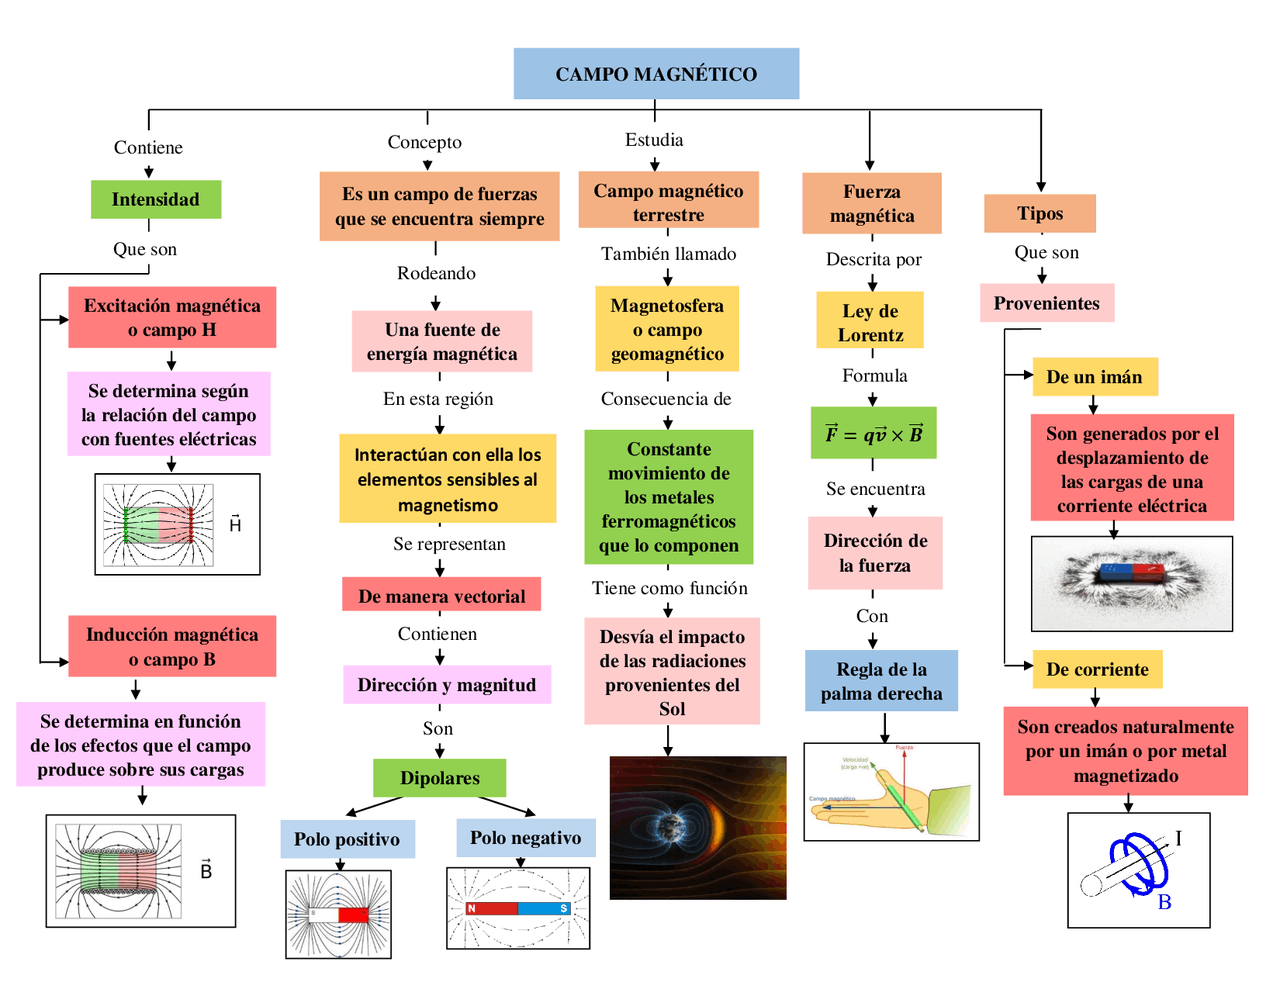 CAMPO MAGNÉTICO
Contiene
Intensidad
Que son
Excitación magnética
o campo H
Se determina según
la relación del campo
con fuentes eléctricas
H
Inducción magnética
o campo B
Se determina en función
de los efectos que el campo
produce sobre sus cargas
B
Concepto
Es un campo de fuerzas
que se encuentra siempre
Rodeando
Una fuente de
energía magnética
En esta región
Interactúan con ella los
elementos sensibles al
magnetismo
Se representan
De manera vectorial
Contienen
Dirección y magnitud
Son
Dipolares
Polo positivo
Polo negativo
N S
Estudia
Campo magnético
terrestre
También llamado
Magnetosfera
o campo
geomagnético
Consecuencia de
Constante
movimiento de
los metales
ferromagnéticos
que lo componen
Tiene como función
Desvía el impacto
de las radiaciones
provenientes del
Sol
Fuerza
magnética
Descrita por
Ley de
Lorentz
Formula
F⃗ = qv⃗ × B⃗
Se encuentra
Dirección de
la fuerza
Con
Regla de la
palma derecha
Fuerza
Velocidad
(carga +ve)
Campo magnético
Tipos
Que son
Provenientes
De un imán
Son generados por el
desplazamiento de
las cargas de una
corriente eléctrica
De corriente
Son creados naturalmente
por un imán o por metal
magnetizado
I
B